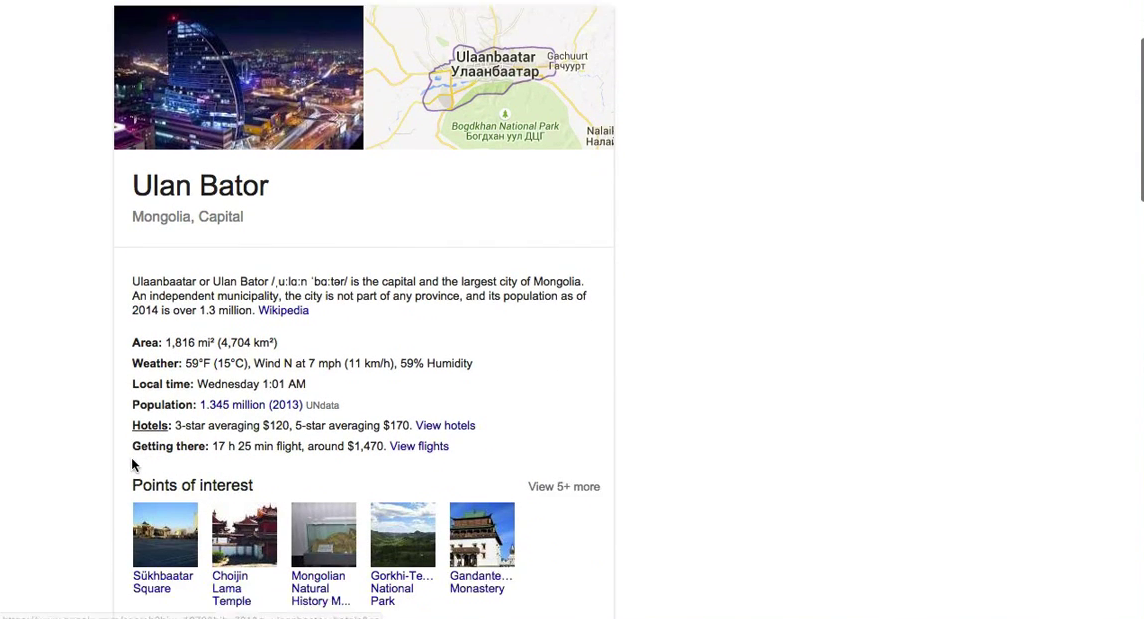 Ulaanbaatar
Улаанбаатар
Gachuurt
Гачуурт
Bogdkhan National Park
Богдхан уул ДЦГ
Nalaik
Ulan Bator
Mongolia, Capital
Ulaanbaatar or Ulan Bator /ˌuːlɑːn ˈbɑːtər/ is the capital and the largest city of Mongolia.
An independent municipality, the city is not part of any province, and its population as of
2014 is over 1.3 million. Wikipedia
Area: 1,816 mi² (4,704 km²)
Weather: 59°F (15°C), Wind N at 7 mph (11 km/h), 59% Humidity
Local time: Wednesday 1:01 AM
Population: 1.345 million (2013) UNdata
Hotels: 3-star averaging $120, 5-star averaging $170. View hotels
Getting there: 17 h 25 min flight, around $1,470. View flights
Points of interest
View 5+ more
Sükhbaatar
Square
Choijin
Lama
Temple
Mongolian
Natural
History M...
Gorkhi-Te...
National
Park
Gandante...
Monastery